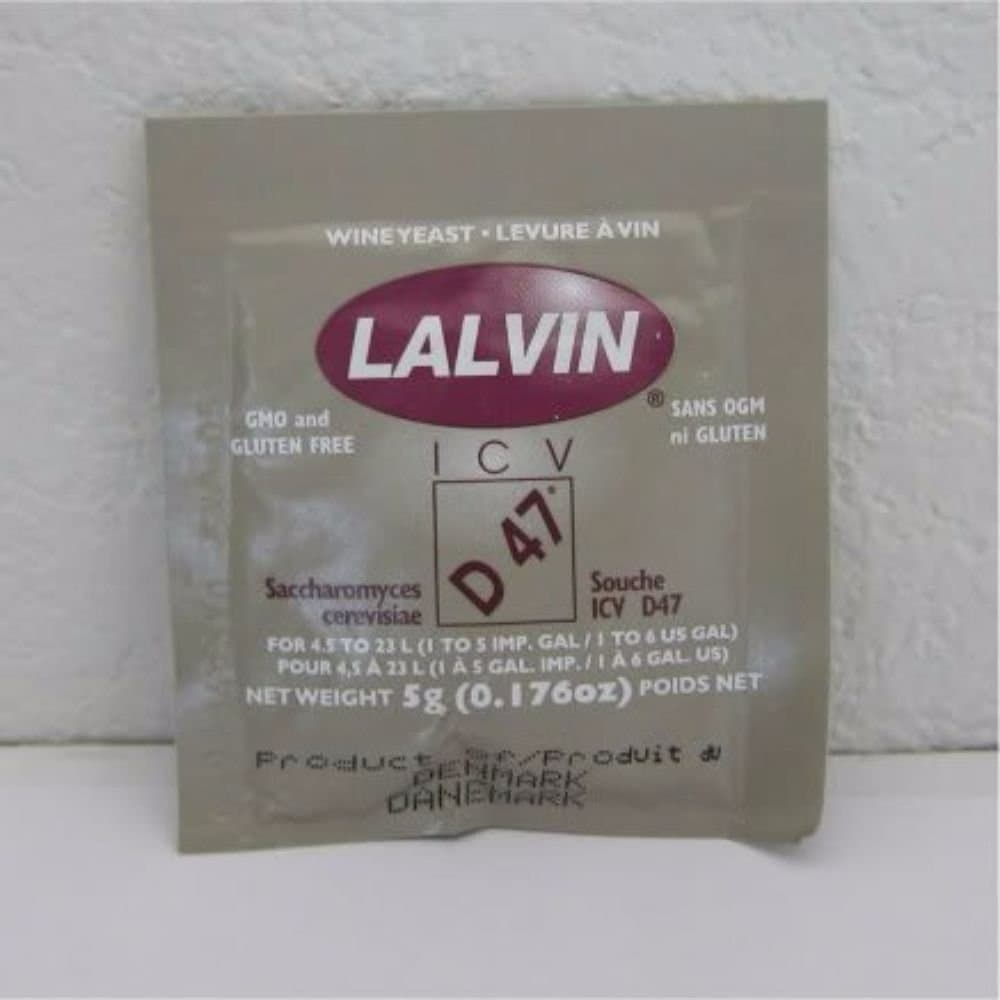 WINE YEAST • LEVURE À VIN
LALVIN®
GMO and
GLUTEN FREE
SANS OGM
ni GLUTEN
ICV
D 47
Saccharomyces
cerevisiae
Souche
ICV D47
FOR 4.5 TO 23 L (1 TO 5 IMP. GAL / 1 TO 6 US GAL)
POUR 4,5 À 23 L (1 À 5 GAL. IMP. / 1 À 6 GAL. US)
NET WEIGHT 5g (0.176oz) POIDS NET
Product of/Produit du
DENMARK
DANEMARK